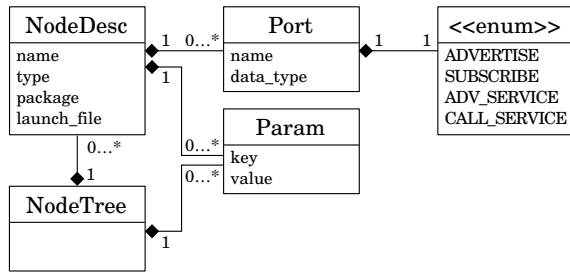 NodeDesc
name
type
package
launch_file
1
0...*
1
Port
name
data_type
1
1
<<enum>>
ADVERTISE
SUBSCRIBE
ADV_SERVICE
CALL_SERVICE
Param
key
value
0...*
0...*
0...*
1
NodeTree
1